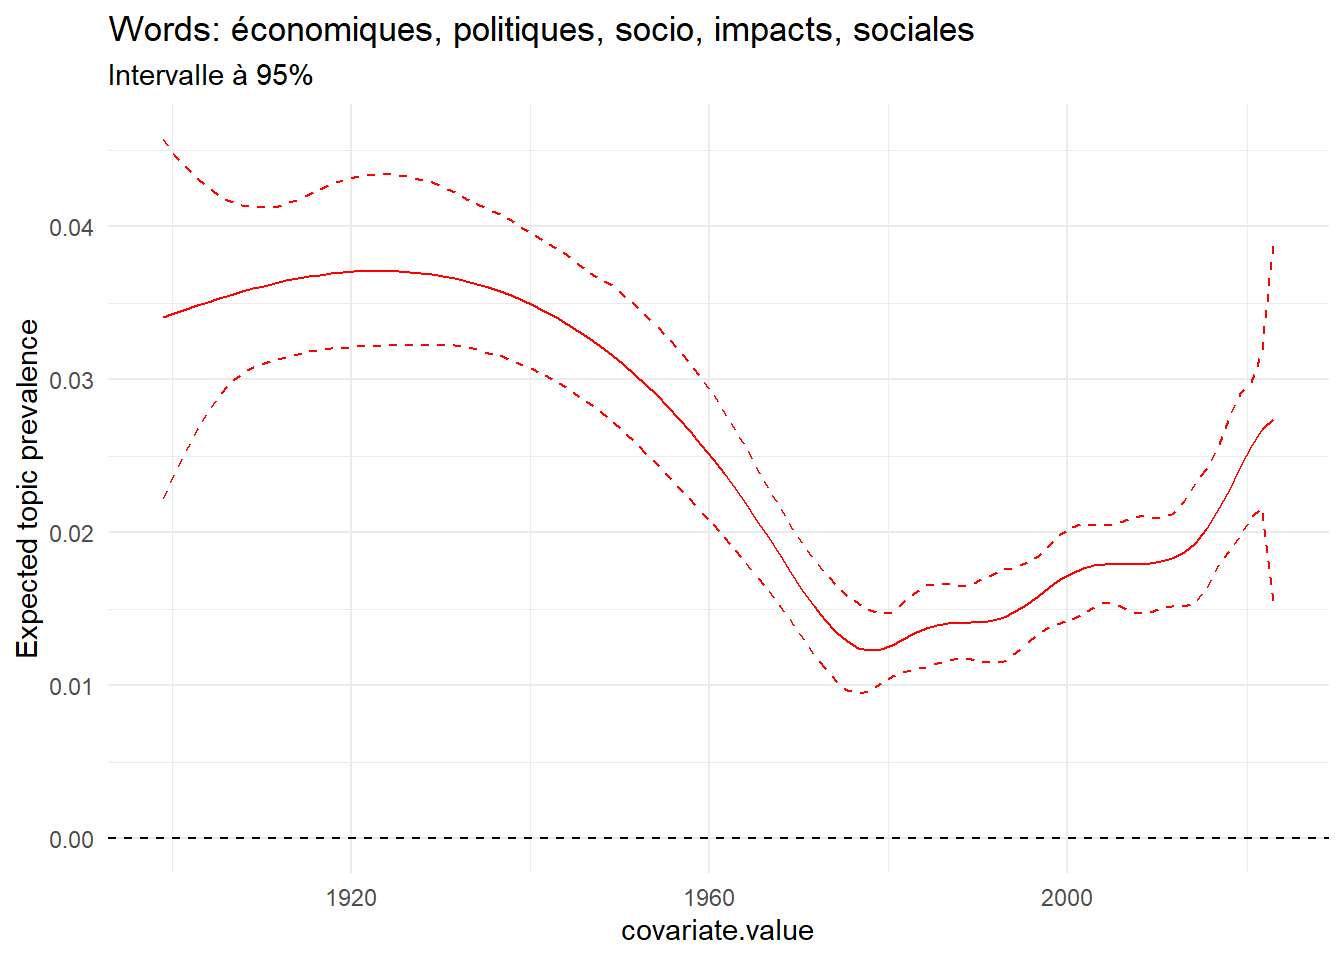 Words: économiques, politiques, socio, impacts, sociales
Intervalle à 95%
Expected topic prevalence
0.04
0.03
0.02
0.01
0.00
1920 1960 2000
covariate.value